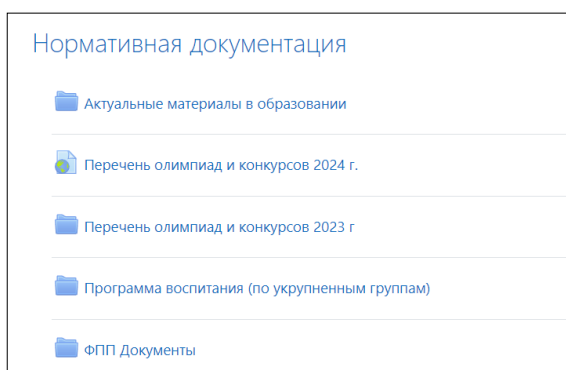 Нормативная документация
Актуальные материалы в образовании
Перечень олимпиад и конкурсов 2024 г.
Перечень олимпиад и конкурсов 2023 г
Программа воспитания (по укрупненным группам)
ФПП Документы